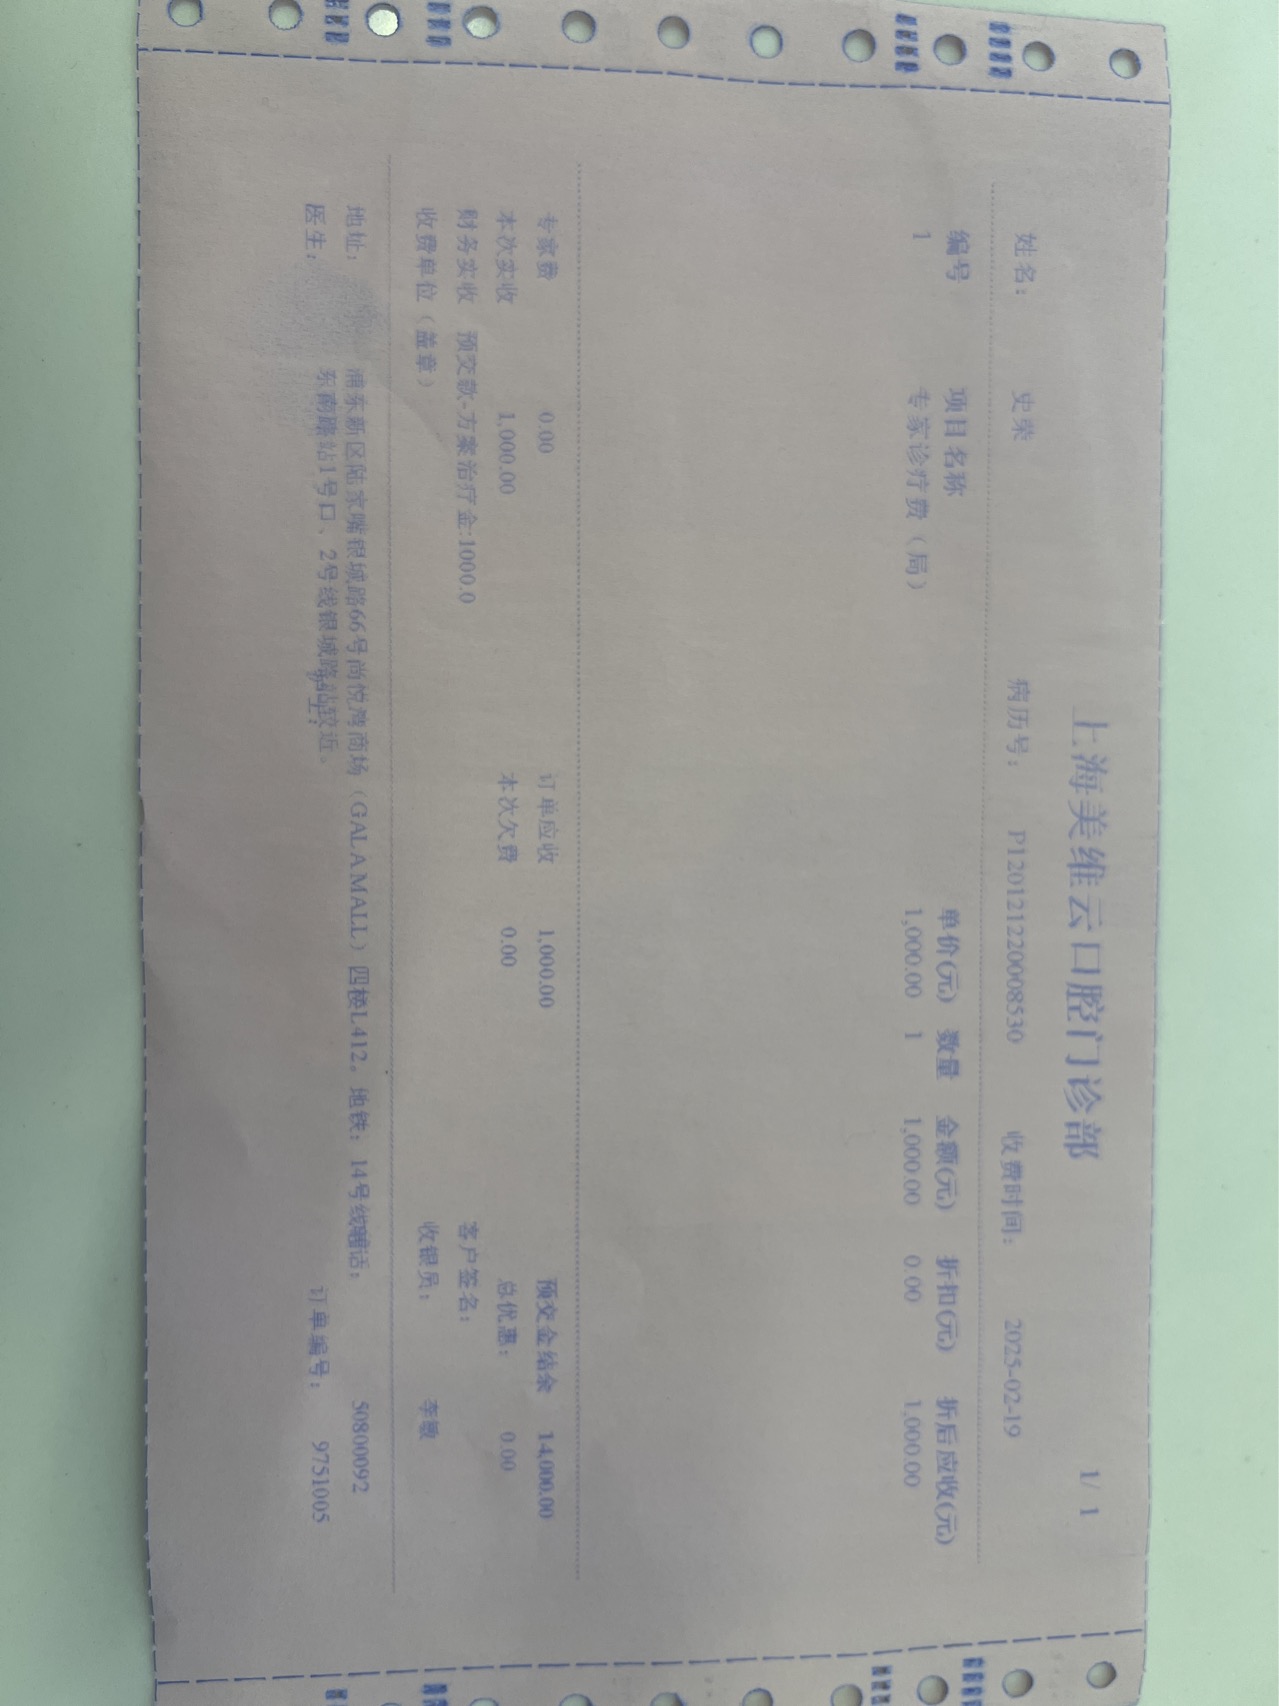 上海美维云口腔门诊部 1/ 1
姓名： 史荣 病历号： P120121220008530 收费时间： 2025-02-19
编号 项目名称 单价(元) 数量 金额(元) 折扣(元) 折后应收(元)
1 专家诊疗费（局） 1,000.00 1 1,000.00 0.00 1,000.00
专家费 0.00 订单应收 1,000.00 预交金结余 14,000.00
本次实收 1,000.00 本次欠费 0.00 总优惠： 0.00
财务实收 预交款-方案治疗金:1000.0 客户签名：
收费单位（盖章） 收银员： 李敏
地址： 浦东新区陆家嘴银城路66号尚悦湾商场（GALAMALL）四楼L412。地铁：14号线 电话： 50800092
医生： 东南路站1号口、2号线银城路站较近。 护士： 订单编号： 9751005